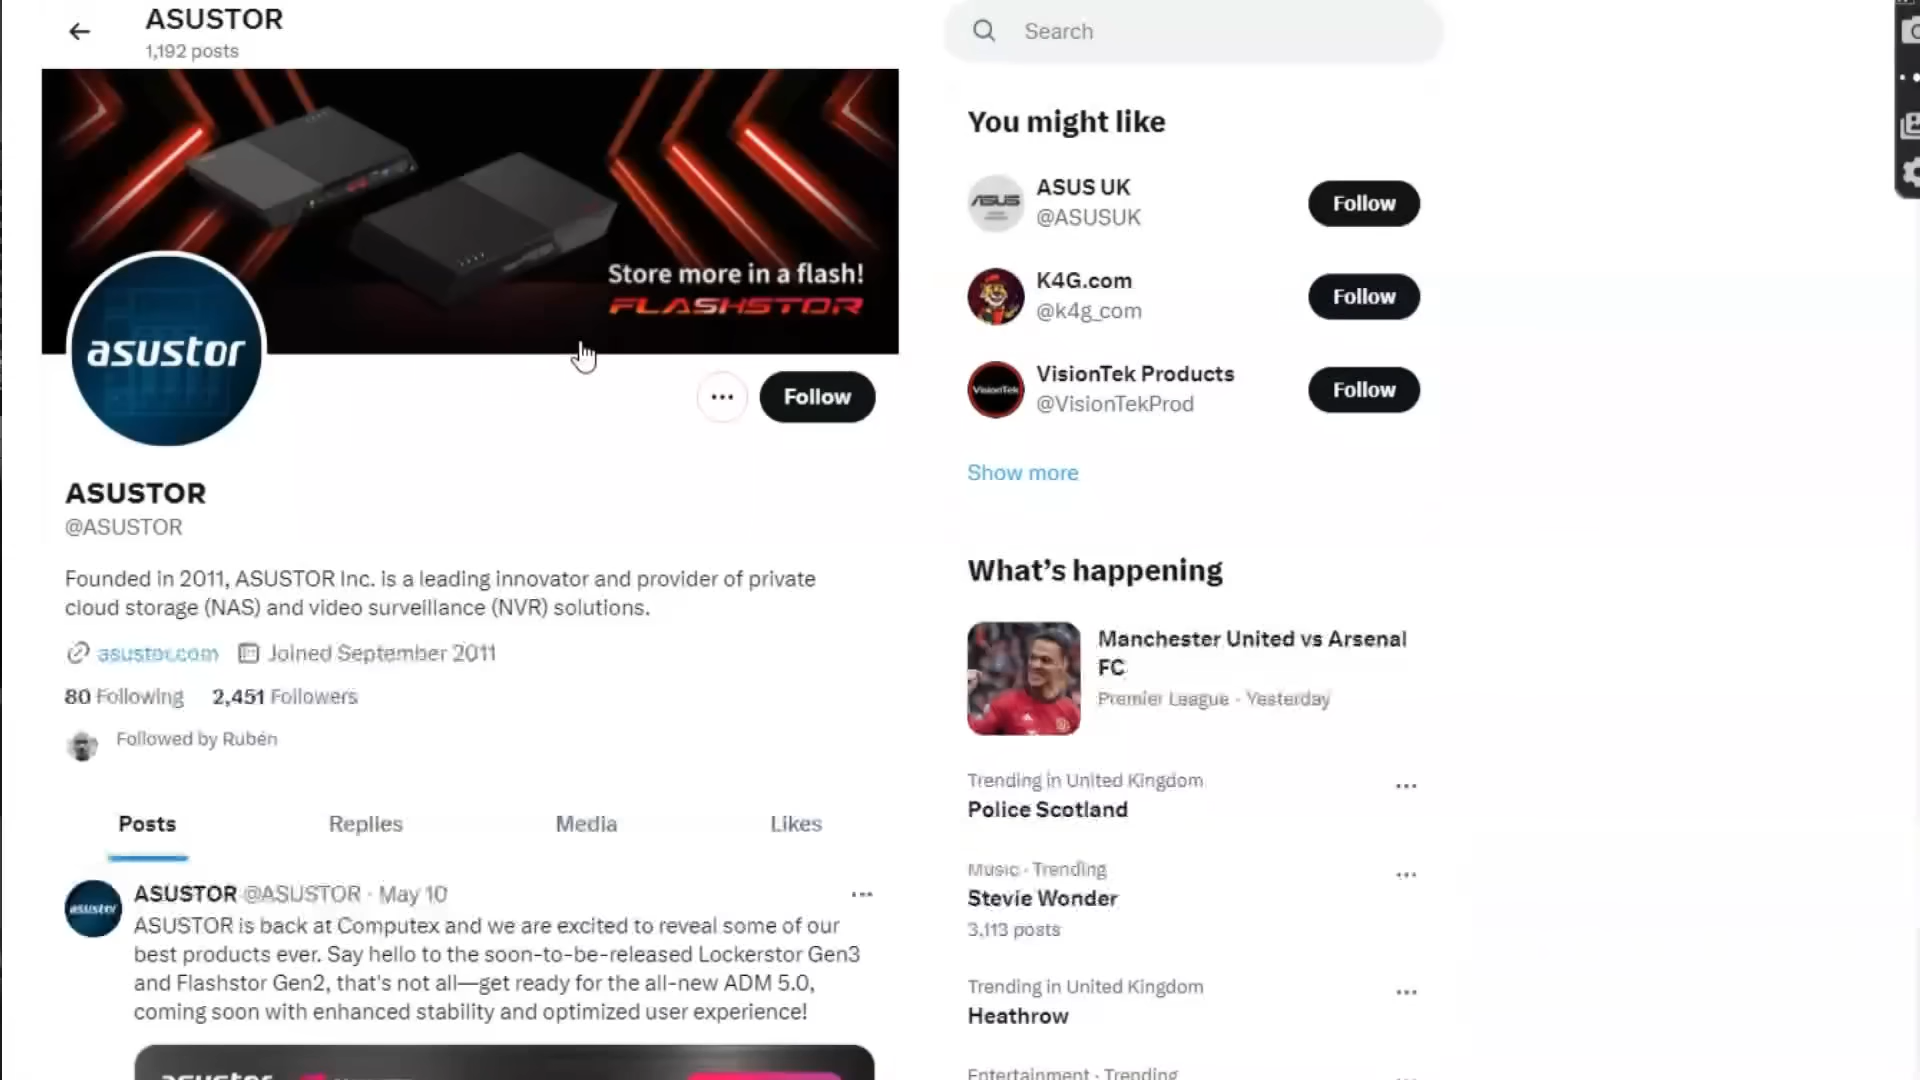 ASUSTOR
1,192 posts
Store more in a flash!
FLASHSTOR
asustor
Follow
ASUSTOR
@ASUSTOR
Founded in 2011, ASUSTOR Inc. is a leading innovator and provider of private
cloud storage (NAS) and video surveillance (NVR) solutions.
asustor.com Joined September 2011
80 Following 2,451 Followers
Followed by Rubén
Posts Replies Media Likes
asustor
ASUSTOR @ASUSTOR · May 10
ASUSTOR is back at Computex and we are excited to reveal some of our
best products ever. Say hello to the soon-to-be-released Lockerstor Gen3
and Flashstor Gen2, that's not all—get ready for the all-new ADM 5.0,
coming soon with enhanced stability and optimized user experience!
asustor
Search
You might like
ASUS
ASUS UK
@ASUSUK
Follow
K4G.com
@k4g_com
Follow
VisionTek
VisionTek Products
@VisionTekProd
Follow
Show more
What's happening
Manchester United vs Arsenal
FC
Premier League · Yesterday
Trending in United Kingdom
Police Scotland
Music · Trending
Stevie Wonder
3,113 posts
Trending in United Kingdom
Heathrow
Entertainment · Trending